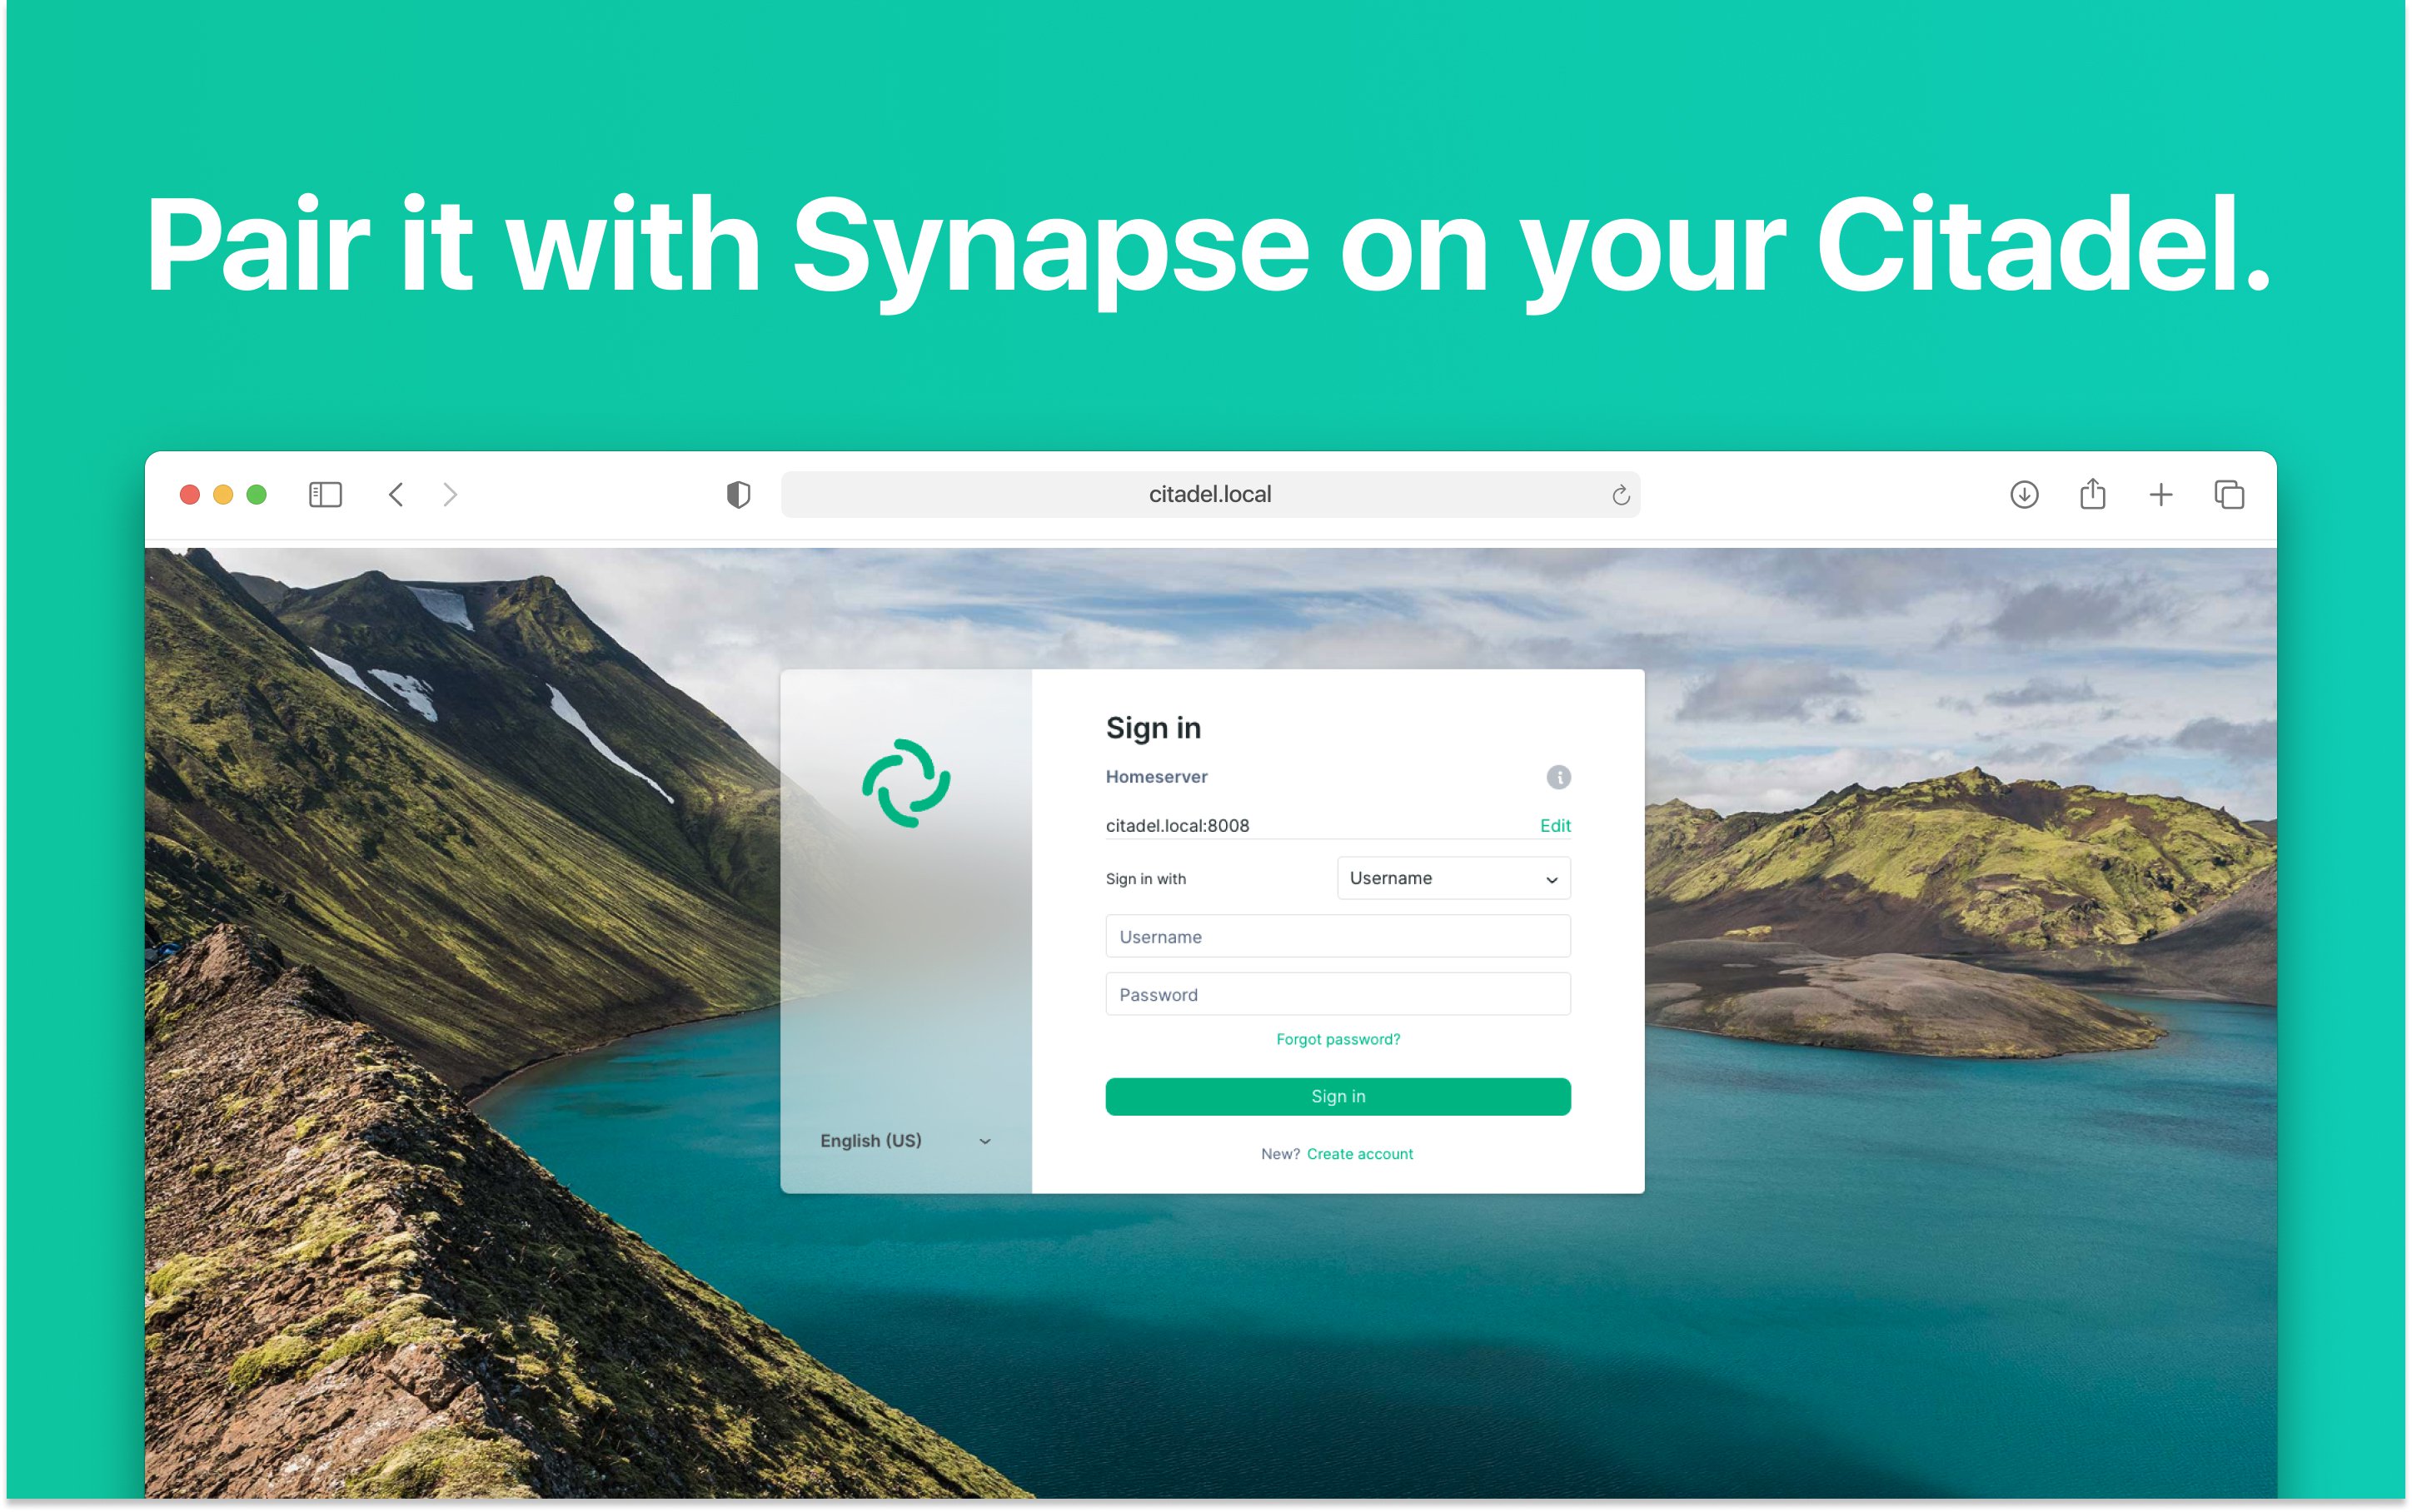 Pair it with Synapse on your Citadel.
citadel.local
Sign in
Homeserver
citadel.local:8008 Edit
Sign in with Username
Username
Password
Forgot password?
Sign in
English (US)
New? Create account